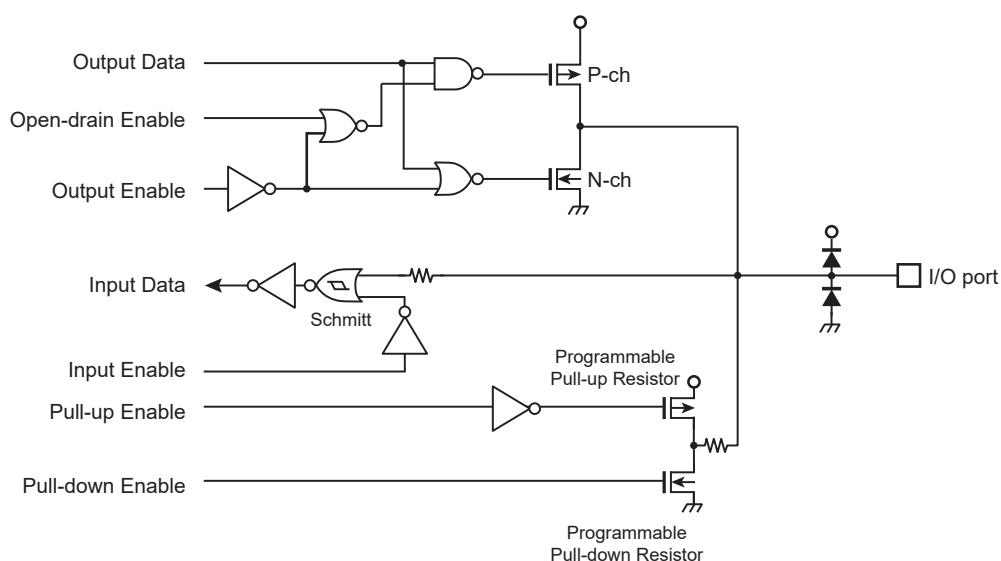 Output Data
P-ch
Open-drain Enable
Output Enable
N-ch
Input Data
Schmitt
I/O port
Input Enable
Programmable
Pull-up Resistor
Pull-up Enable
Pull-down Enable
Programmable
Pull-down Resistor